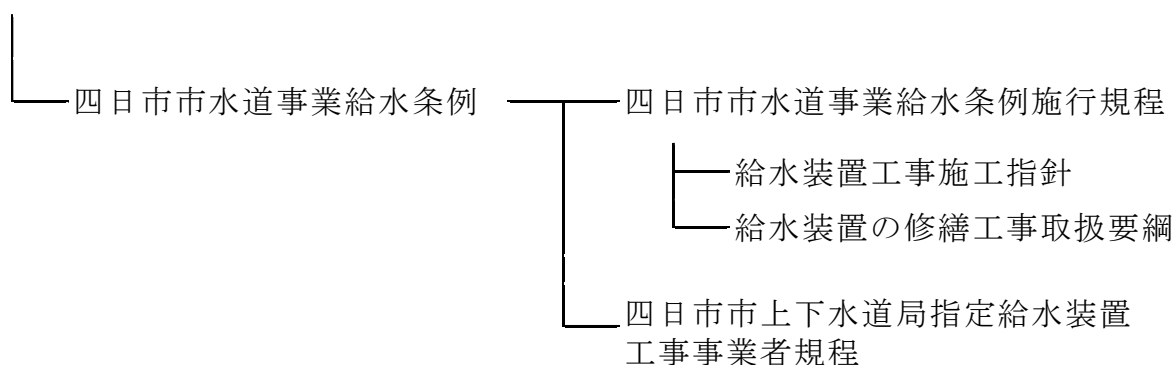 四日市市水道事業給水条例
四日市市水道事業給水条例施行規程
給水装置工事施工指針
給水装置の修繕工事取扱要綱
四日市市上下水道局指定給水装置
工事事業者規程